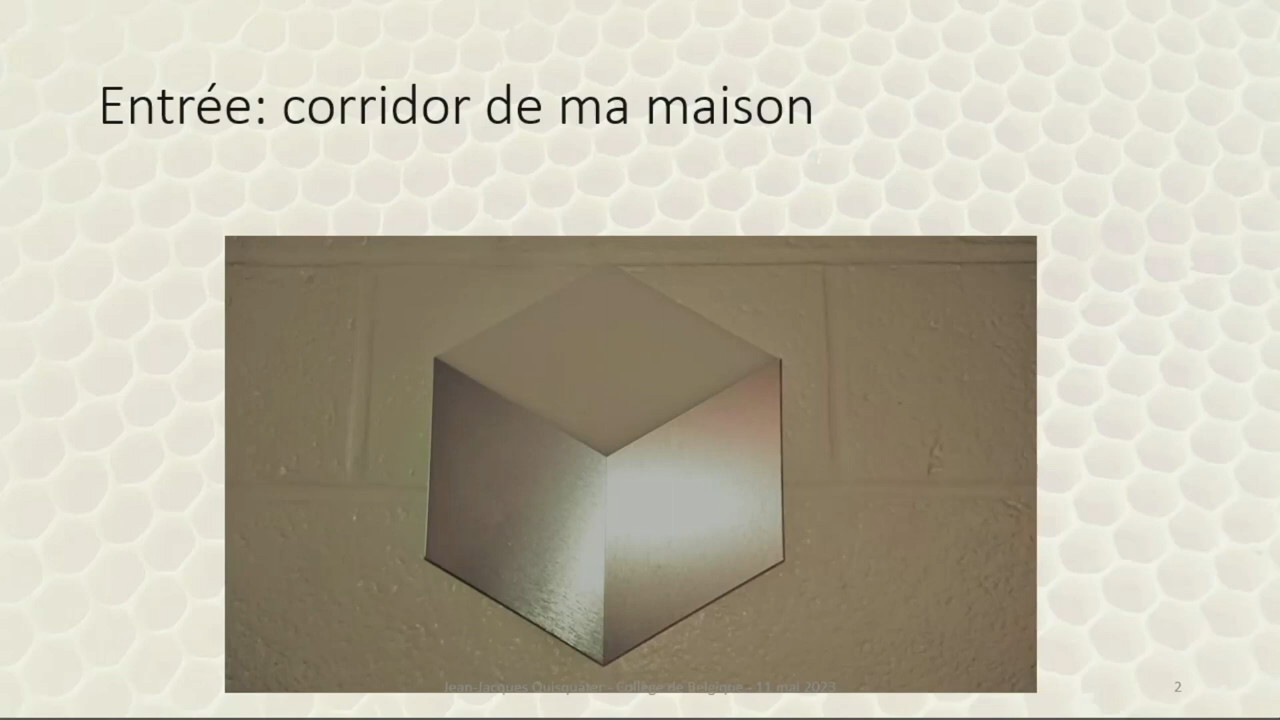 Entrée: corridor de ma maison
Jean-Jacques Quisquater - Collège de Belgique - 11 mai 2023
2